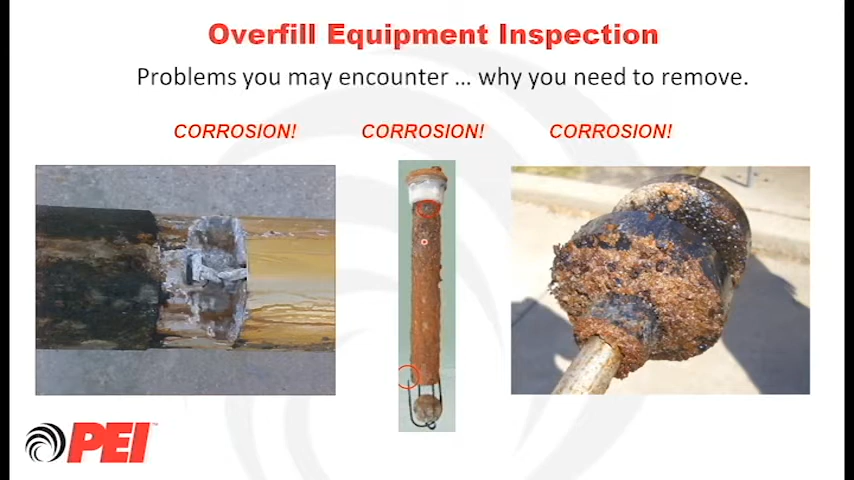 Overfill Equipment Inspection
Problems you may encounter ... why you need to remove.
CORROSION! CORROSION! CORROSION!
PEI